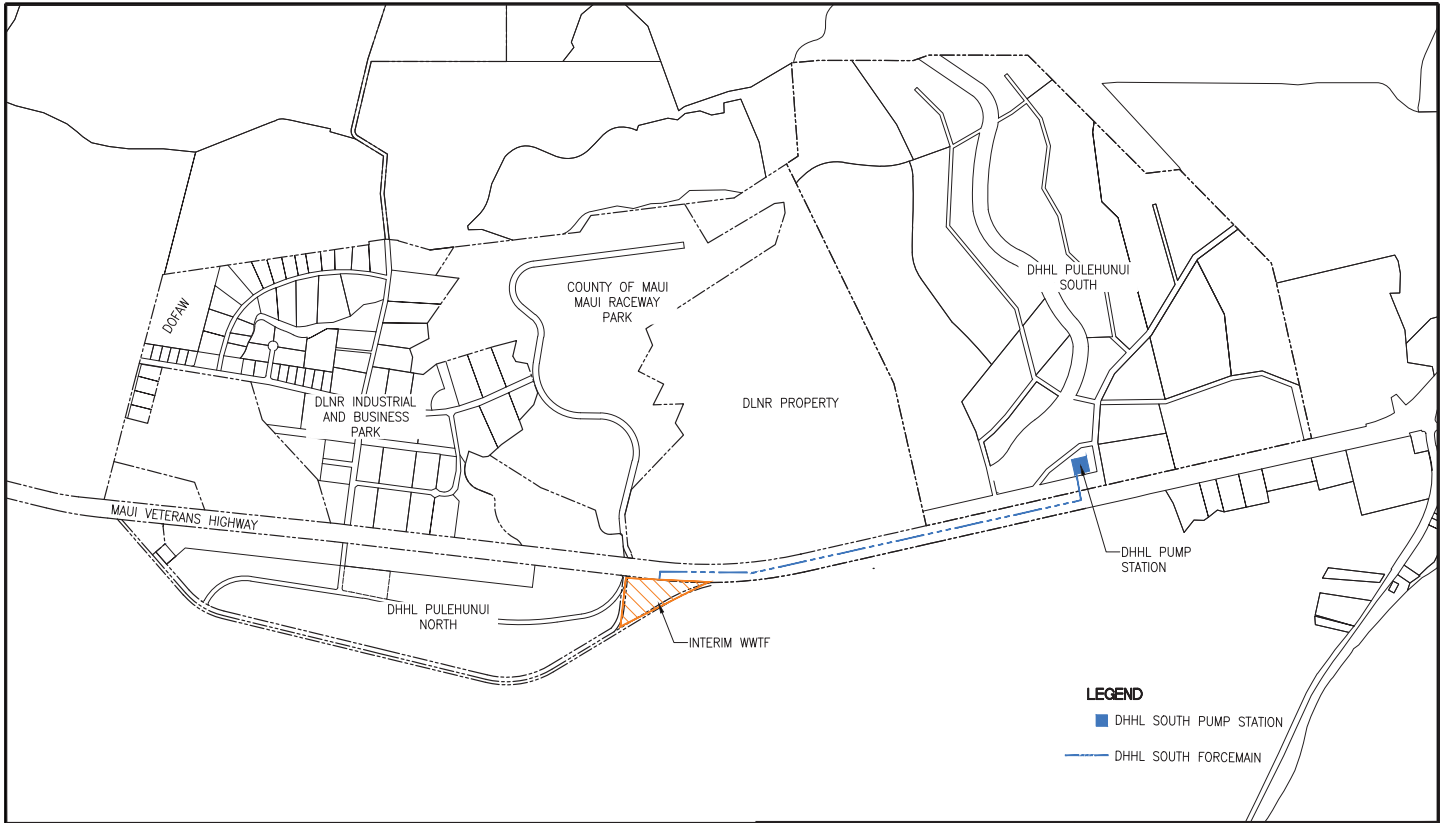 DHHL PULEHUNUI
SOUTH
COUNTY OF MAUI
MAUI RACEWAY
PARK
DOFAW
DLNR INDUSTRIAL
AND BUSINESS
PARK
DLNR PROPERTY
MAUI VETERANS HIGHWAY
DHHL PUMP
STATION
DHHL PULEHUNUI
NORTH
INTERIM WWTF
LEGEND
DHHL SOUTH PUMP STATION
DHHL SOUTH FORCEMAIN